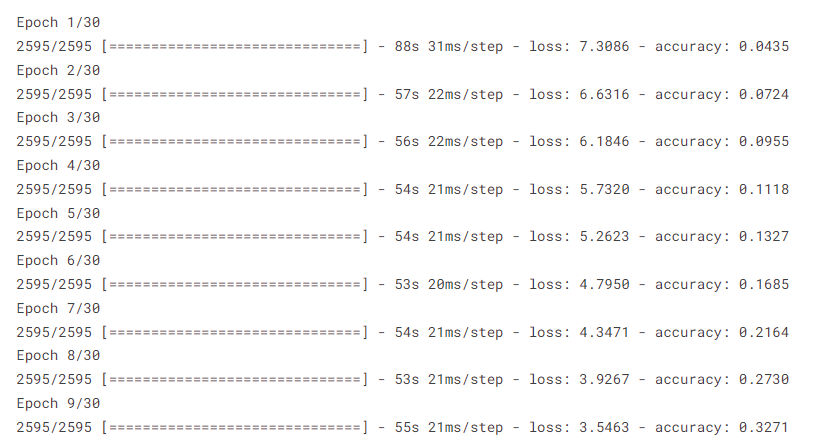 Epoch 1/30
2595/2595 [==============================] - 88s 31ms/step - loss: 7.3086 - accuracy: 0.0435
Epoch 2/30
2595/2595 [==============================] - 57s 22ms/step - loss: 6.6316 - accuracy: 0.0724
Epoch 3/30
2595/2595 [==============================] - 56s 22ms/step - loss: 6.1846 - accuracy: 0.0955
Epoch 4/30
2595/2595 [==============================] - 54s 21ms/step - loss: 5.7320 - accuracy: 0.1118
Epoch 5/30
2595/2595 [==============================] - 54s 21ms/step - loss: 5.2623 - accuracy: 0.1327
Epoch 6/30
2595/2595 [==============================] - 53s 20ms/step - loss: 4.7950 - accuracy: 0.1685
Epoch 7/30
2595/2595 [==============================] - 54s 21ms/step - loss: 4.3471 - accuracy: 0.2164
Epoch 8/30
2595/2595 [==============================] - 53s 21ms/step - loss: 3.9267 - accuracy: 0.2730
Epoch 9/30
2595/2595 [==============================] - 55s 21ms/step - loss: 3.5463 - accuracy: 0.3271